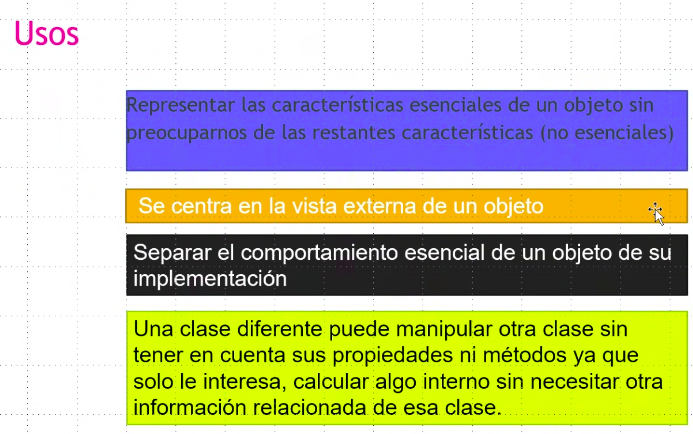 Usos
Representar las características esenciales de un objeto sin
preocuparnos de las restantes características (no esenciales)
Se centra en la vista externa de un objeto
Separar el comportamiento esencial de un objeto de su
implementación
Una clase diferente puede manipular otra clase sin
tener en cuenta sus propiedades ni métodos ya que
solo le interesa, calcular algo interno sin necesitar otra
información relacionada de esa clase.